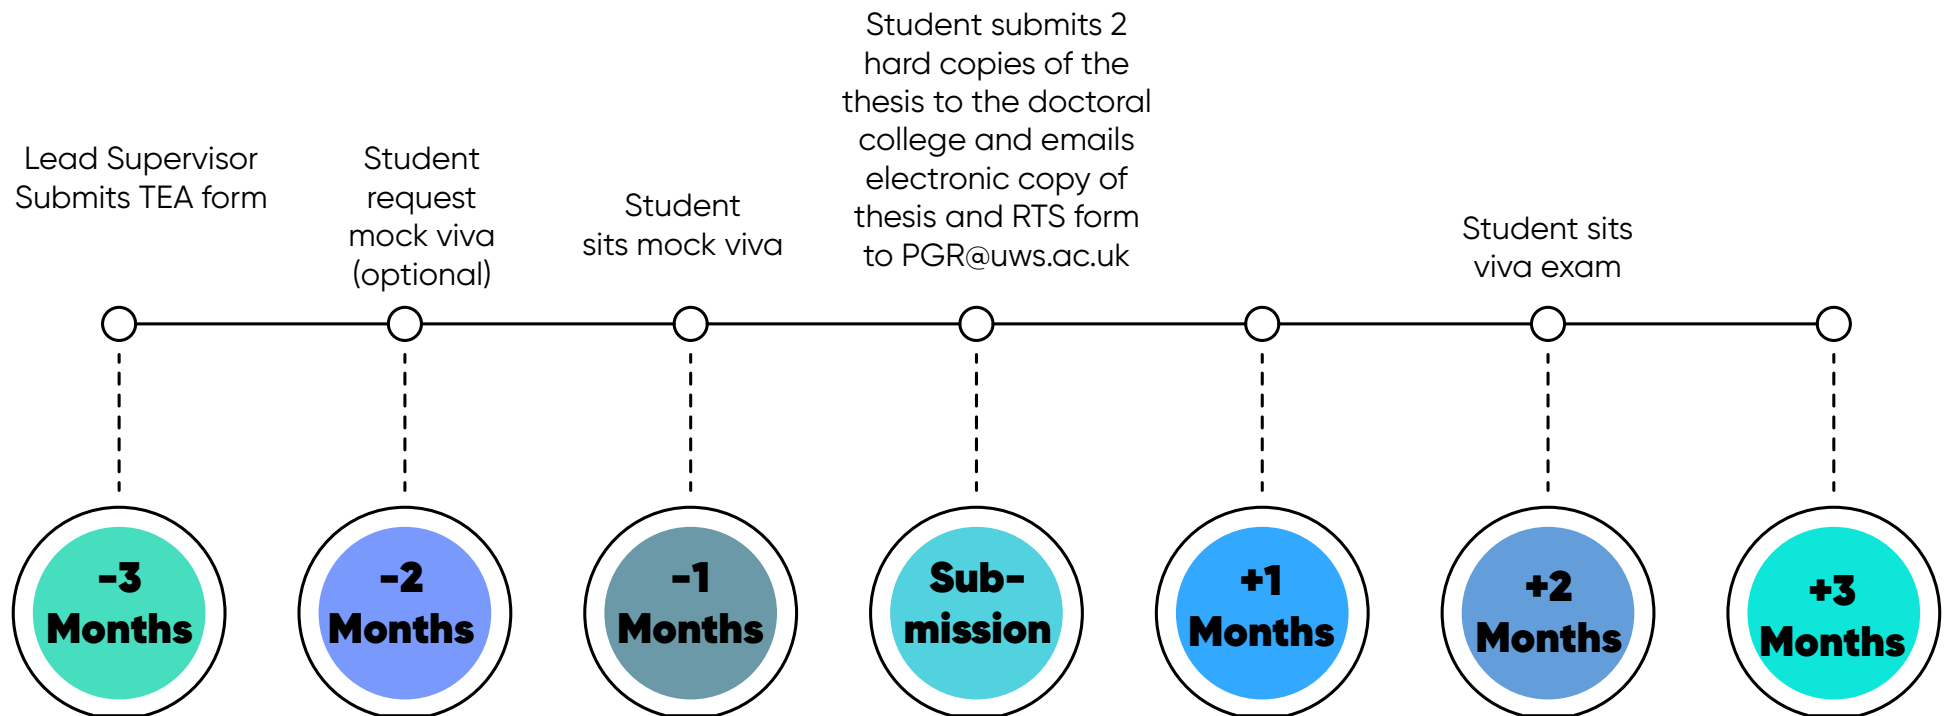 Lead Supervisor
Submits TEA form
Student
request
mock viva
(optional)
Student
sits mock viva
Student submits 2
hard copies of the
thesis to the doctoral
college and emails
electronic copy of
thesis and RTS form
to PGR@uws.ac.uk
Student sits
viva exam
-3
Months
-2
Months
-1
Months
Sub-
mission
+1
Months
+2
Months
+3
Months